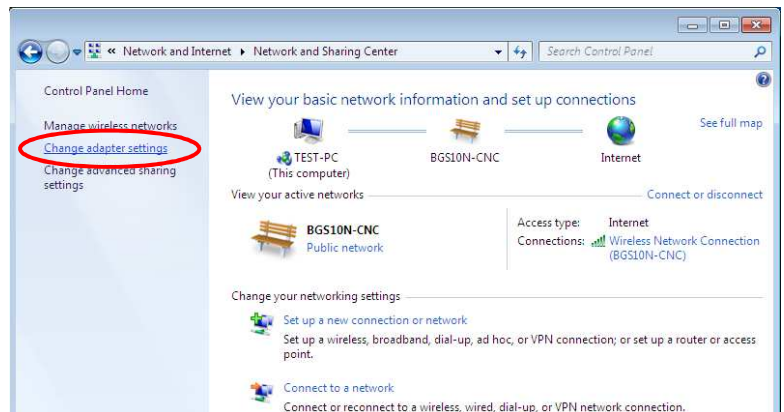 « Network and Internet ▸ Network and Sharing Center
Search Control Panel
Control Panel Home
Manage wireless networks
Change adapter settings
Change advanced sharing
settings
View your basic network information and set up connections
See full map
TEST-PC
(This computer)
BGS10N-CNC
Internet
View your active networks
Connect or disconnect
BGS10N-CNC
Public network
Access type: Internet
Connections: Wireless Network Connection
(BGS10N-CNC)
Change your networking settings
Set up a new connection or network
Set up a wireless, broadband, dial-up, ad hoc, or VPN connection; or set up a router or access
point.
Connect to a network
Connect or reconnect to a wireless, wired, dial-up, or VPN network connection.